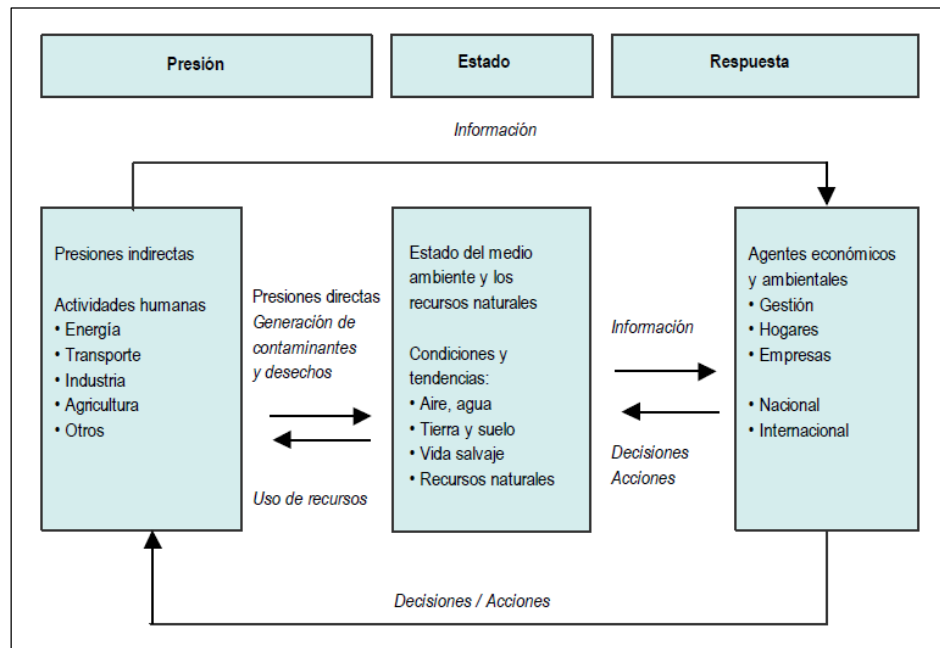 Presión
Estado
Respuesta
Información
Presiones indirectas
Actividades humanas
• Energía
• Transporte
• Industria
• Agricultura
• Otros
Presiones directas
Generación de
contaminantes
y desechos
Uso de recursos
Estado del medio
ambiente y los
recursos naturales
Condiciones y
tendencias:
• Aire, agua
• Tierra y suelo
• Vida salvaje
• Recursos naturales
Información
Decisiones
Acciones
Agentes económicos
y ambientales
• Gestión
• Hogares
• Empresas
• Nacional
• Internacional
Decisiones / Acciones